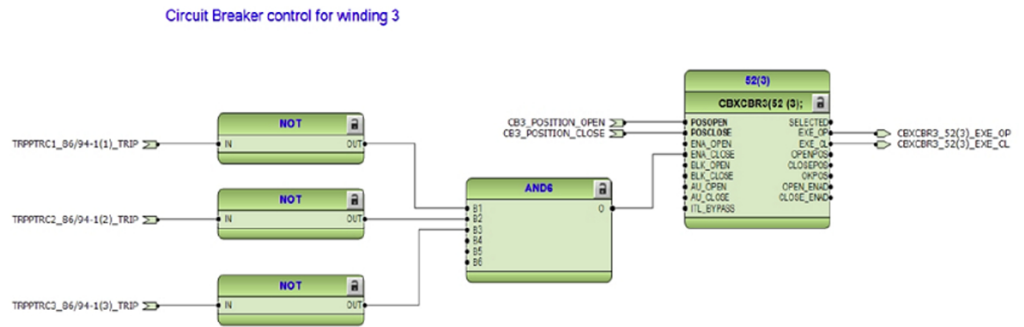 Circuit Breaker control for winding 3
TRPPTRC1_86/94-1(1)_TRIP
NOT
IN
OUT
TRPPTRC2_86/94-1(2)_TRIP
NOT
IN
OUT
TRPPTRC3_86/94-1(3)_TRIP
NOT
IN
OUT
AND6
B1
B2
B3
B4
B5
B6
O
CB3_POSITION_OPEN
CB3_POSITION_CLOSE
52(3)
CBXCBR3(52 (3);
POSOPEN
POSCLOSE
ENA_OPEN
ENA_CLOSE
BLK_OPEN
BLK_CLOSE
AU_OPEN
AU_CLOSE
ITL_BYPASS
SELECTED
EXE_OP
EXE_CL
OPENPOS
CLOSEPOS
OKPOS
OPEN_ENAD
CLOSE_ENAD
CBXCBR3_52(3)_EXE_OP
CBXCBR3_52(3)_EXE_CL